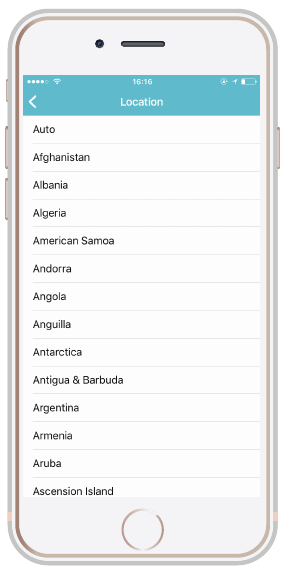 16:16
Location
Auto
Afghanistan
Albania
Algeria
American Samoa
Andorra
Angola
Anguilla
Antarctica
Antigua & Barbuda
Argentina
Armenia
Aruba
Ascension Island